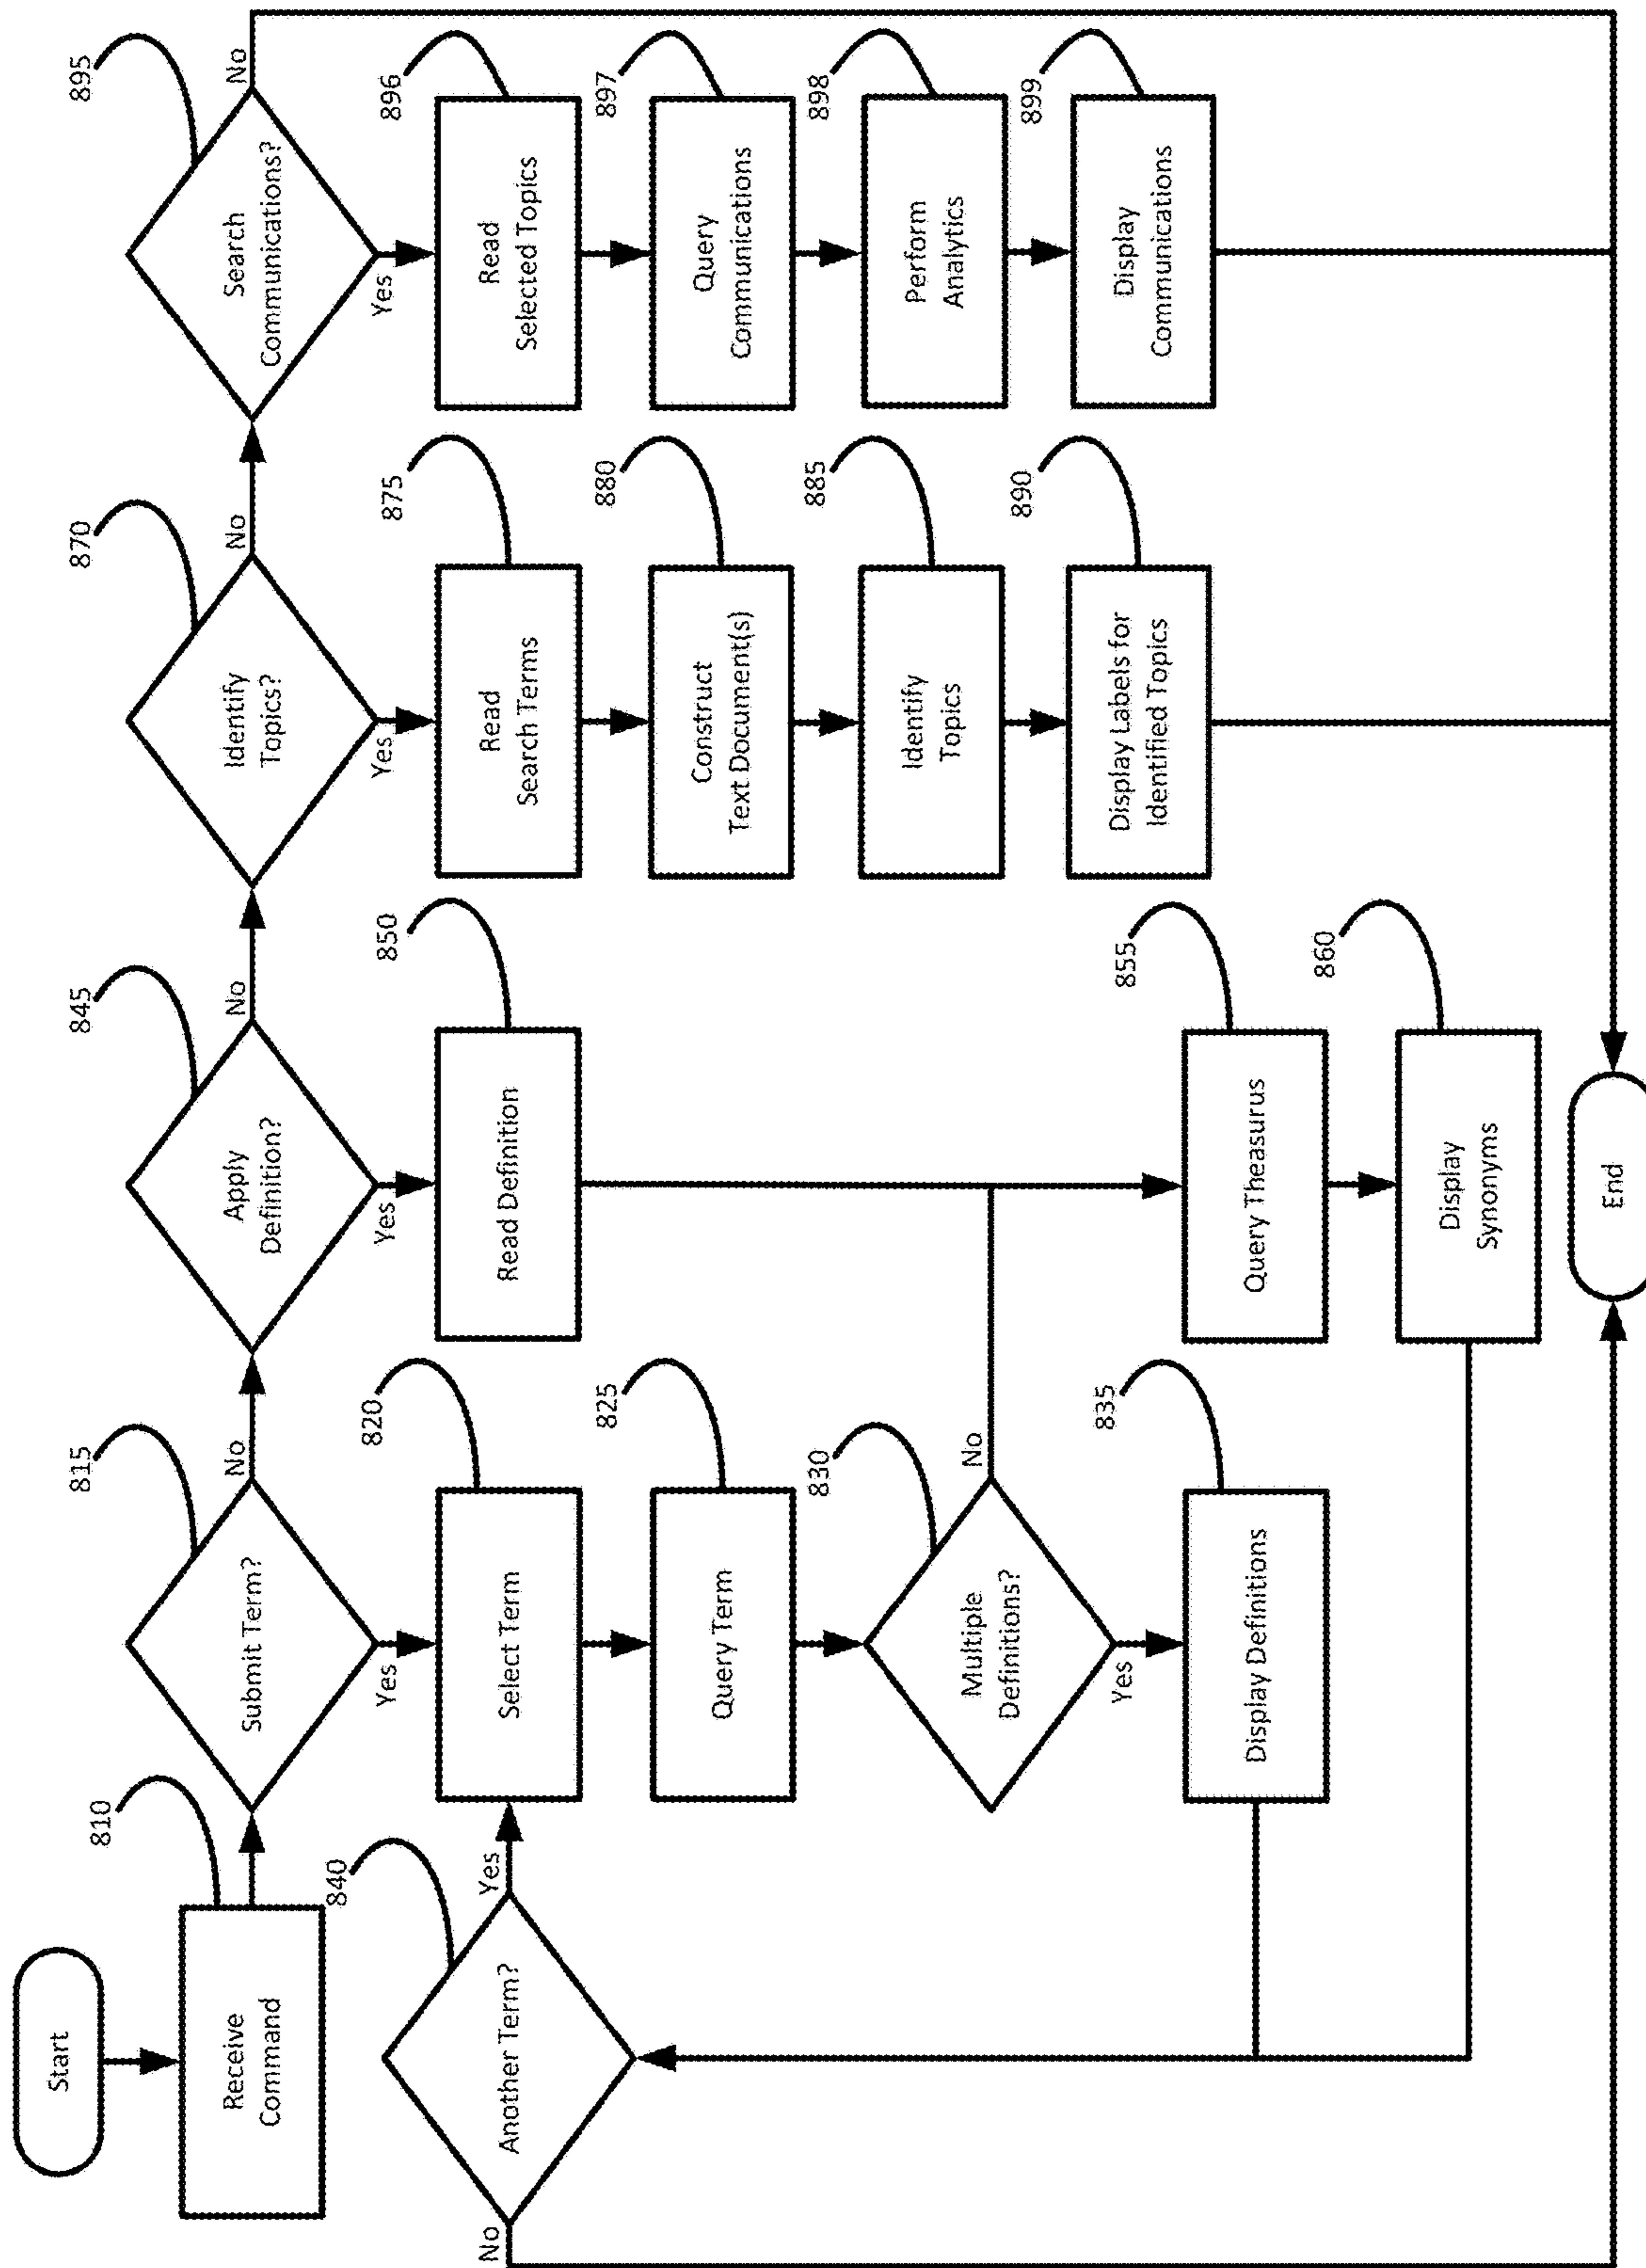 Start
810
Receive
Command
815
Submit Term?
Yes
No
845
Apply
Definition?
Yes
No
870
Identify
Topics?
Yes
No
895
Search
Communications?
Yes
No
840
Another Term?
Yes
No
820
Select Term
825
Query Term
830
Multiple
Definitions?
Yes
No
835
Display Definitions
850
Read Definition
855
Query Theasurus
860
Display
Synonyms
875
Read
Search Terms
880
Construct
Text Document(s)
885
Identify
Topics
890
Display Labels for
Identified Topics
896
Read
Selected Topics
897
Query
Communications
898
Perform
Analytics
899
Display
Communications
End